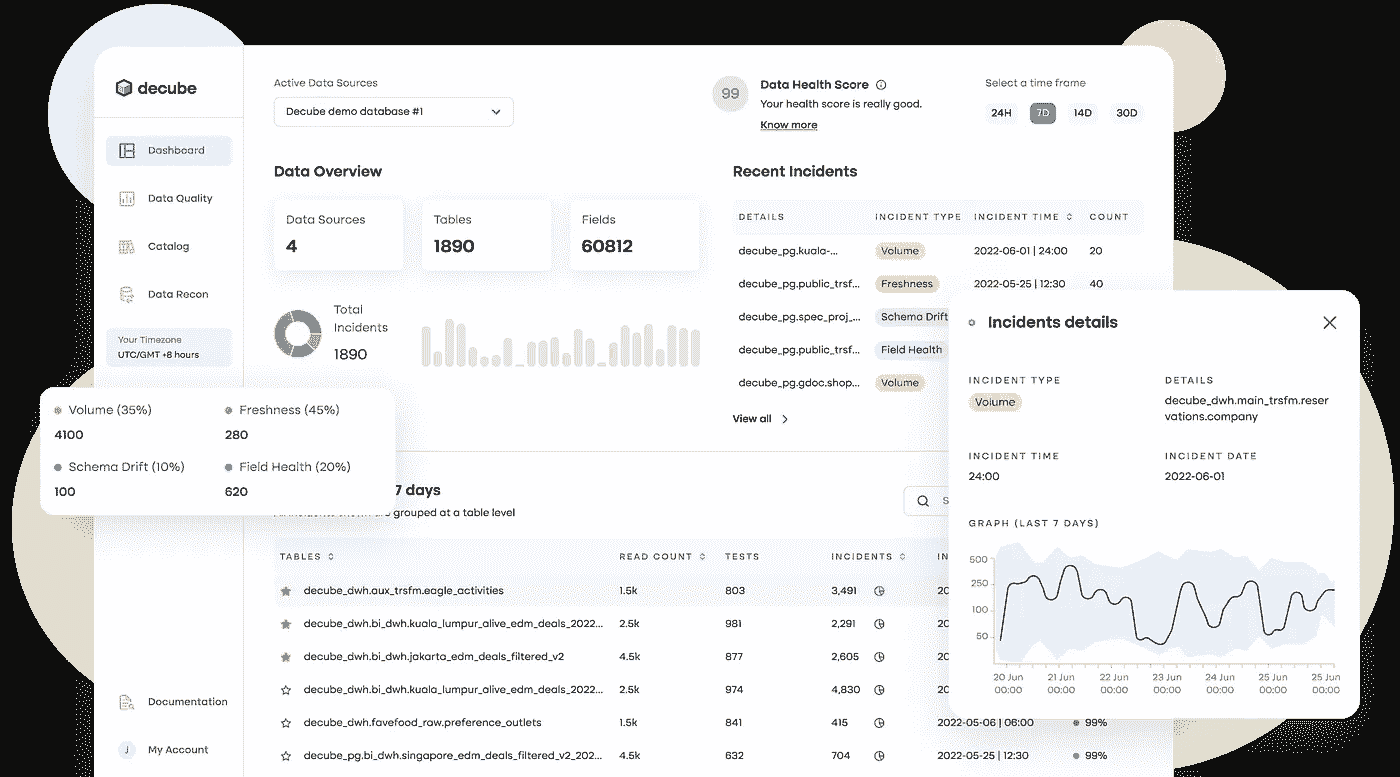 decube
Dashboard
Data Quality
Catalog
Data Recon
Your Timezone
UTC/GMT +8 hours
Documentation
J My Account
Active Data Sources
Decube demo database #1
99
Data Health Score
Your health score is really good.
Know more
Select a time frame
24H 7D 14D 30D
Data Overview
Data Sources
4
Tables
1890
Fields
60812
Total
Incidents
1890
Recent Incidents
DETAILS INCIDENT TYPE INCIDENT TIME COUNT
decube_pg.kuala-... Volume 2022-06-01 | 24:00 20
decube_pg.public_trsf... Freshness 2022-05-25 | 12:30 40
decube_pg.spec_proj_... Schema Drift
decube_pg.public_trsf... Field Health
decube_pg.gdoc.shop... Volume
View all
Volume (35%) Freshness (45%)
4100 280
Schema Drift (10%) Field Health (20%)
100 620
7 days
grouped at a table level
S
TABLES READ COUNT TESTS INCIDENTS IN
decube_dwh.aux_trsfm.eagle_activities 1.5k 803 3,491 20
decube_dwh.bi_dwh.kuala_lumpur_alive_edm_deals_2022... 2.5k 981 2,291 20
decube_dwh.bi_dwh.jakarta_edm_deals_filtered_v2 4.5k 877 2,605 20
decube_dwh.bi_dwh.kuala_lumpur_alive_edm_deals_2022... 2.5k 974 4,830 20
decube_dwh.favefood_raw.preference_outlets 1.5k 841 415 2022-05-06 | 06:00 99%
decube_pg.bi_dwh.singapore_edm_deals_filtered_v2_202... 4.5k 632 704 2022-05-25 | 12:30 99%
Incidents details
INCIDENT TYPE
Volume
DETAILS
decube_dwh.main_trsfm.reser
vations.company
INCIDENT TIME
24:00
INCIDENT DATE
2022-06-01
GRAPH (LAST 7 DAYS)
500
250
100
50
20 Jun 21 Jun 22 Jun 23 Jun 24 Jun 25 Jun 25 Jun
00:00 00:00 00:00 00:00 00:00 00:00 00:00